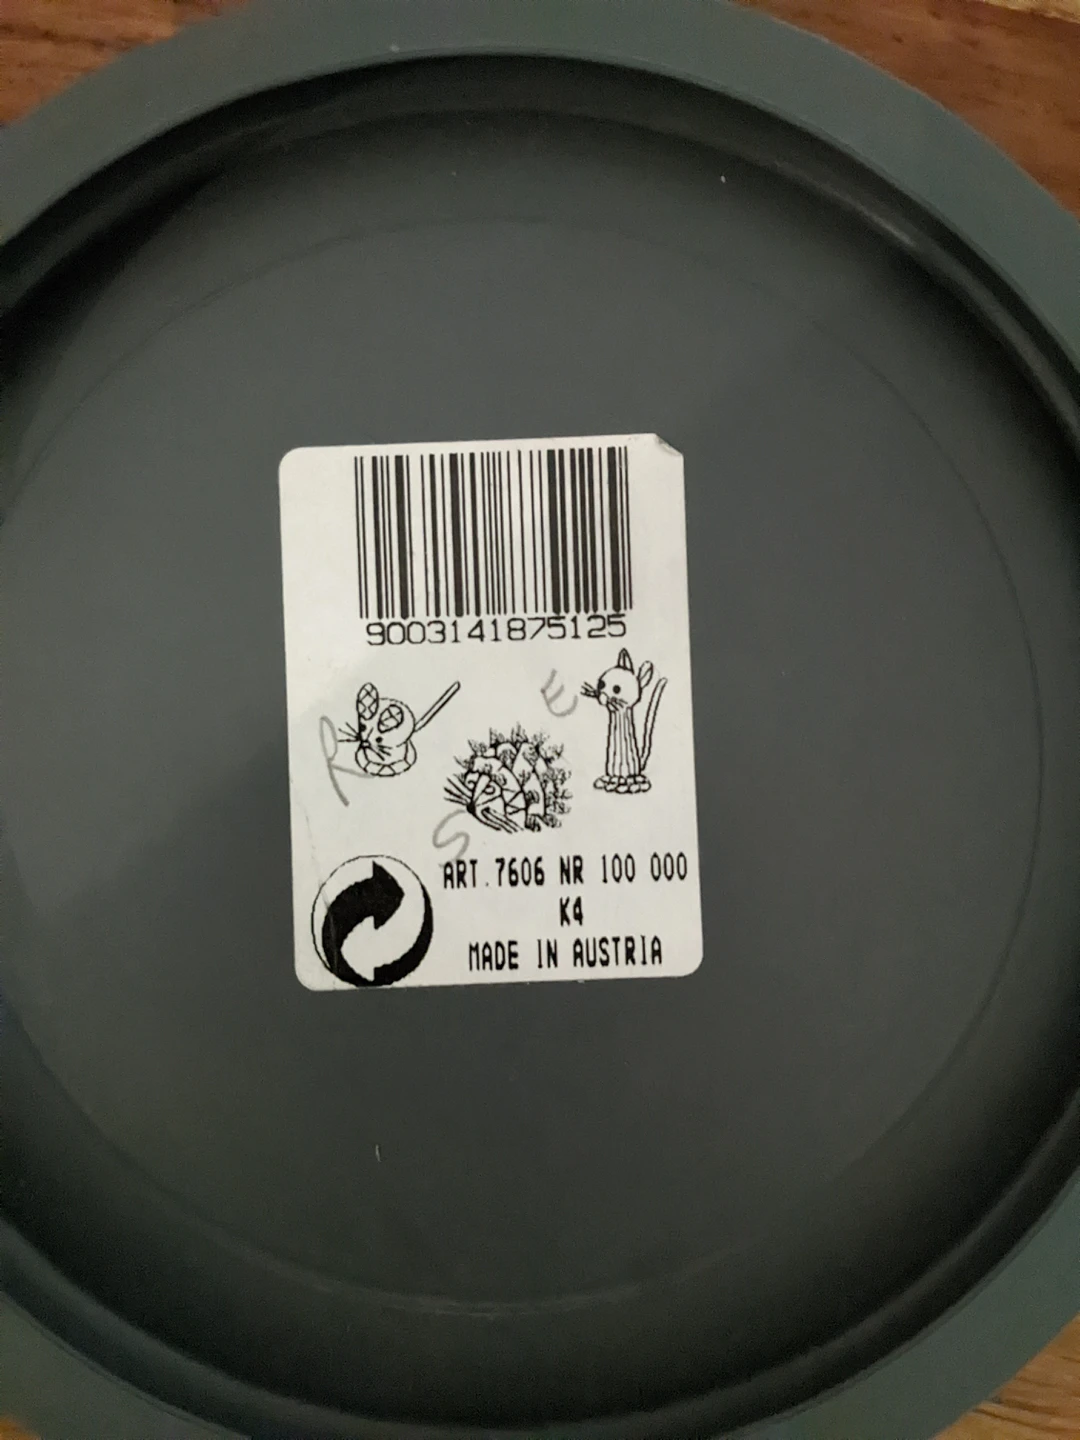 9003141875125
R
E
S
ART.7606 NR 100 000
K4
MADE IN AUSTRIA